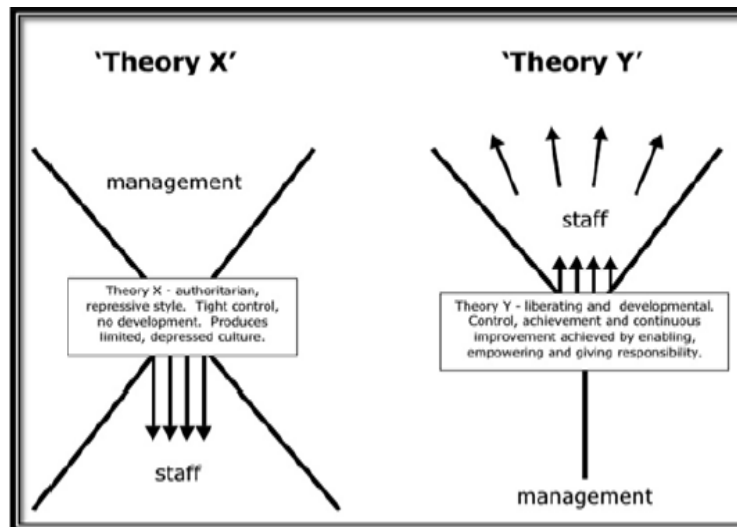 'Theory X'
management
Theory X - authoritarian,
repressive style. Tight control,
no development. Produces
limited, depressed culture.
staff
'Theory Y'
staff
Theory Y - liberating and developmental.
Control, achievement and continuous
improvement achieved by enabling,
empowering and giving responsibility.
management